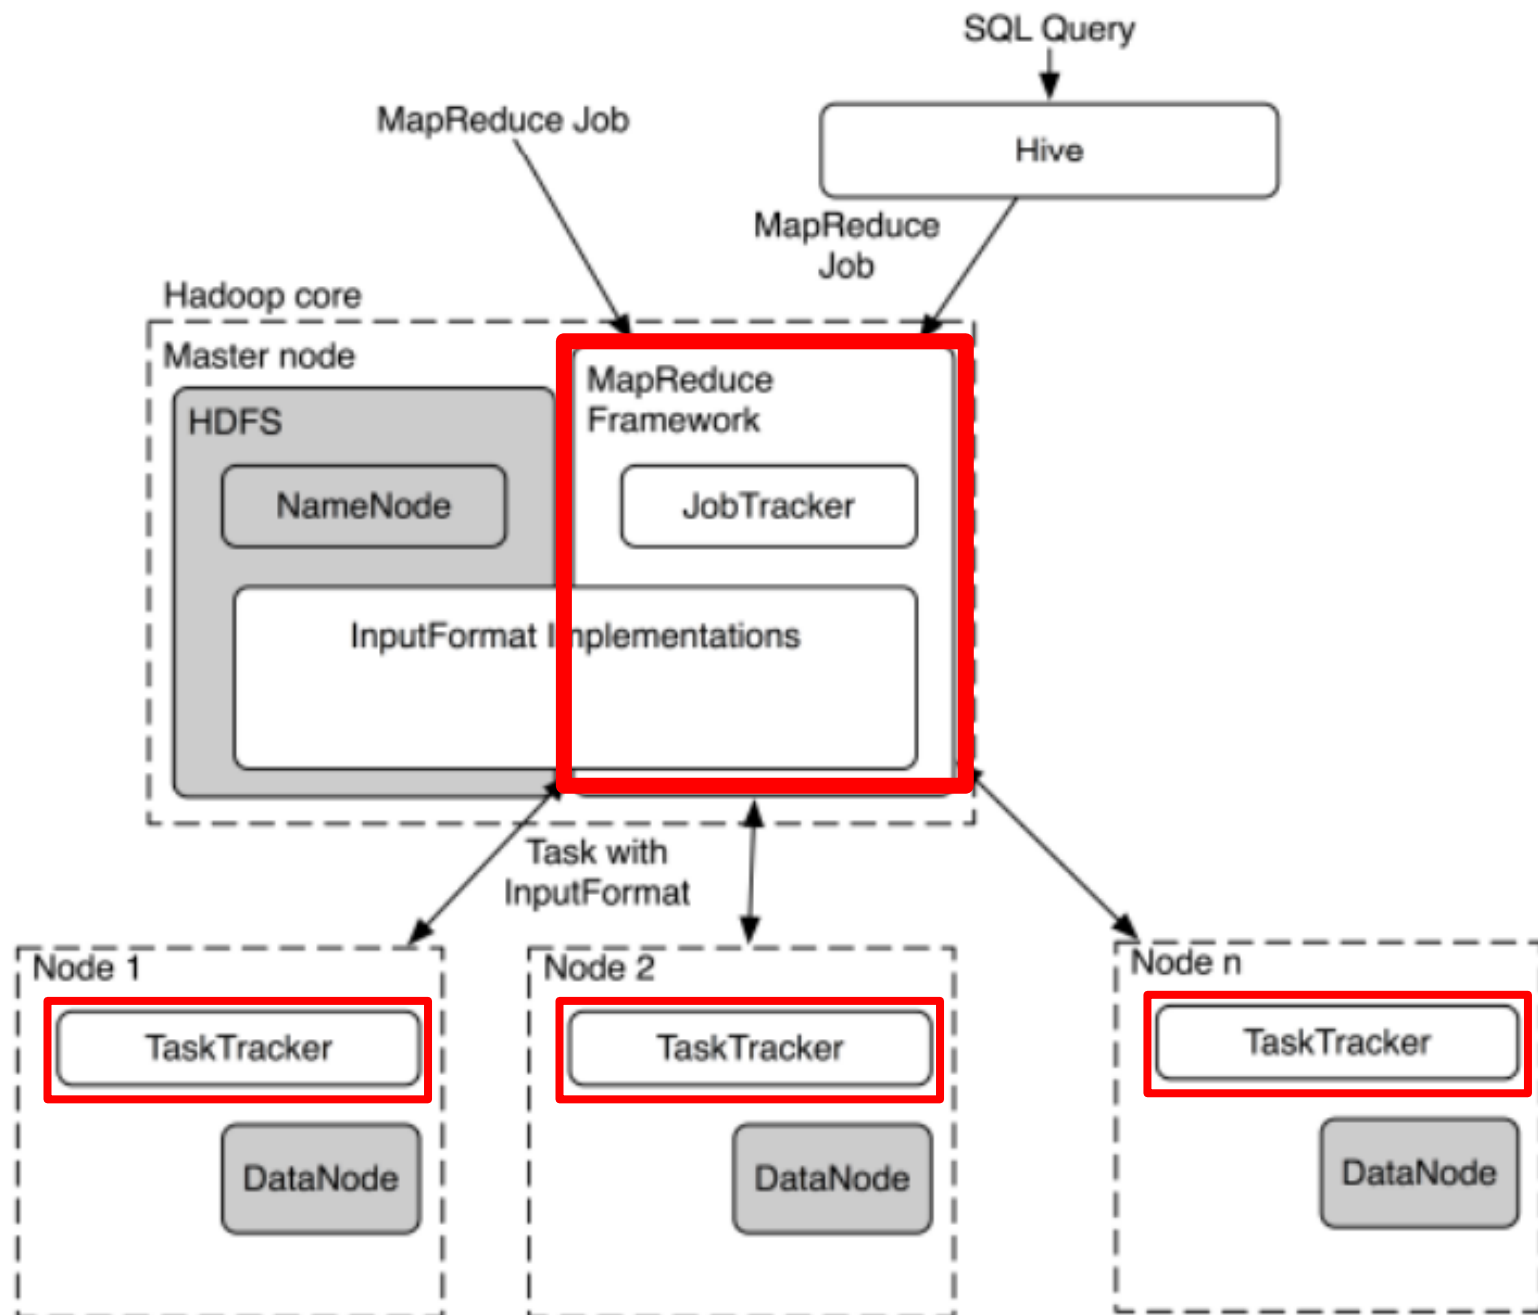 SQL Query
MapReduce Job
Hive
MapReduce
Job
Hadoop core
Master node
HDFS
MapReduce
Framework
NameNode
JobTracker
InputFormat Implementations
Task with
InputFormat
Node 1
Node 2
Node n
TaskTracker
TaskTracker
TaskTracker
DataNode
DataNode
DataNode